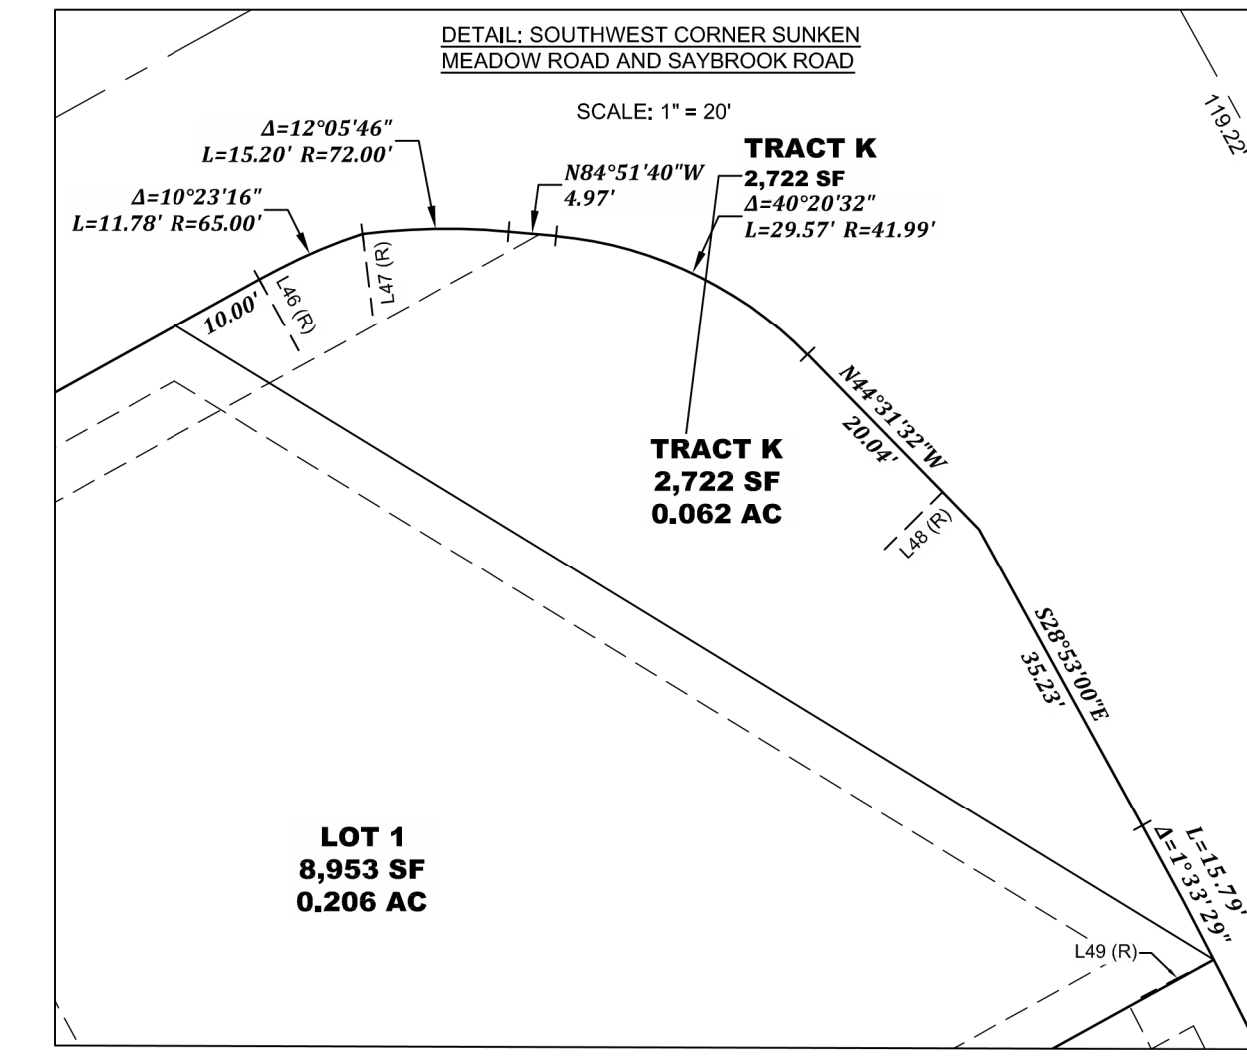 DETAIL: SOUTHWEST CORNER SUNKEN
MEADOW ROAD AND SAYBROOK ROAD
SCALE: 1" = 20'
119.22'
Δ=12°05'46"
L=15.20' R=72.00'
Δ=10°23'16"
L=11.78' R=65.00'
N84°51'40"W
4.97'
TRACT K
2,722 SF
Δ=40°20'32"
L=29.57' R=41.99'
10.00'
L46 (R)
L47 (R)
N44°31'32"W
20.04'
TRACT K
2,722 SF
0.062 AC
L48 (R)
S28°53'00"E
35.23'
LOT 1
8,953 SF
0.206 AC
L=15.79'
Δ=1°33'29"
L49 (R)